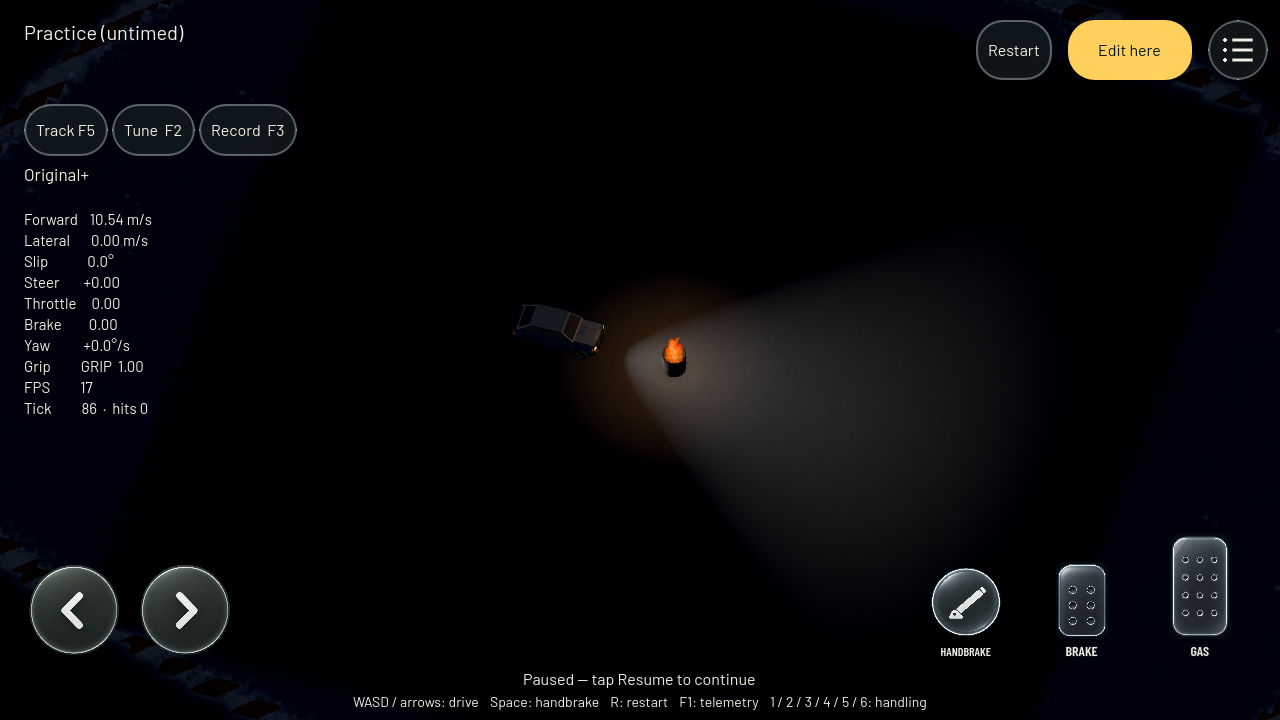 Practice (untimed)
Restart
Edit here
Track F5
Tune F2
Record F3
Original+
Forward 10.54 m/s
Lateral 0.00 m/s
Slip 0.0°
Steer +0.00
Throttle 0.00
Brake 0.00
Yaw +0.0°/s
Grip GRIP 1.00
FPS 17
Tick 86 · hits 0
HANDBRAKE
BRAKE
GAS
Paused — tap Resume to continue
WASD / arrows: drive Space: handbrake R: restart F1: telemetry 1 / 2 / 3 / 4 / 5 / 6: handling